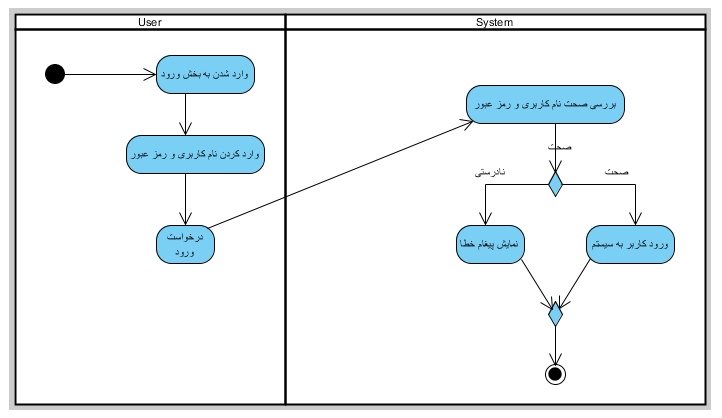 User
System
وارد شدن به بخش ورود
وارد کردن نام کاربری و رمز عبور
درخواست
ورود
بررسی صحت نام کاربری و رمز عبور
صحت
نادرستی
صحت
نمایش پیغام خطا
ورود کاربر به سیستم